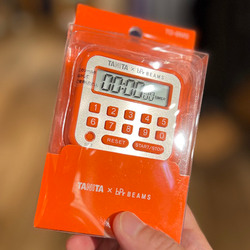 TANITA × bPr BEAMS
00:00 00
1 2 3 4 5
6 7 8 9 0
RESET START/STOP
TANITA × bPr BEAMS